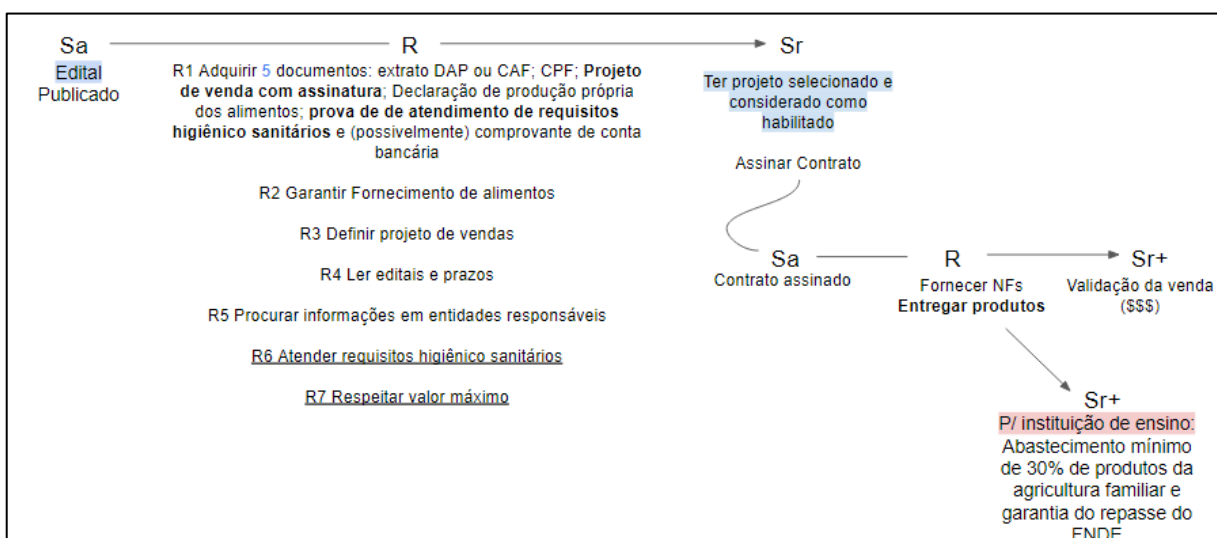 Sa
Edital
Publicado
R
R1 Adquirir 5 documentos: extrato DAP ou CAF; CPF; Projeto
de venda com assinatura; Declaração de produção própria
dos alimentos; prova de de atendimento de requisitos
higiênico sanitários e (possivelmente) comprovante de conta
bancária
R2 Garantir Fornecimento de alimentos
R3 Definir projeto de vendas
R4 Ler editais e prazos
R5 Procurar informações em entidades responsáveis
R6 Atender requisitos higiênico sanitários
R7 Respeitar valor máximo
Sr
Ter projeto selecionado e
considerado como
habilitado
Assinar Contrato
Sa
Contrato assinado
R
Fornecer NFs
Entregar produtos
Sr+
Validação da venda
($$$)
Sr+
P/ instituição de ensino:
Abastecimento mínimo
de 30% de produtos da
agricultura familiar e
garantia do repasse do